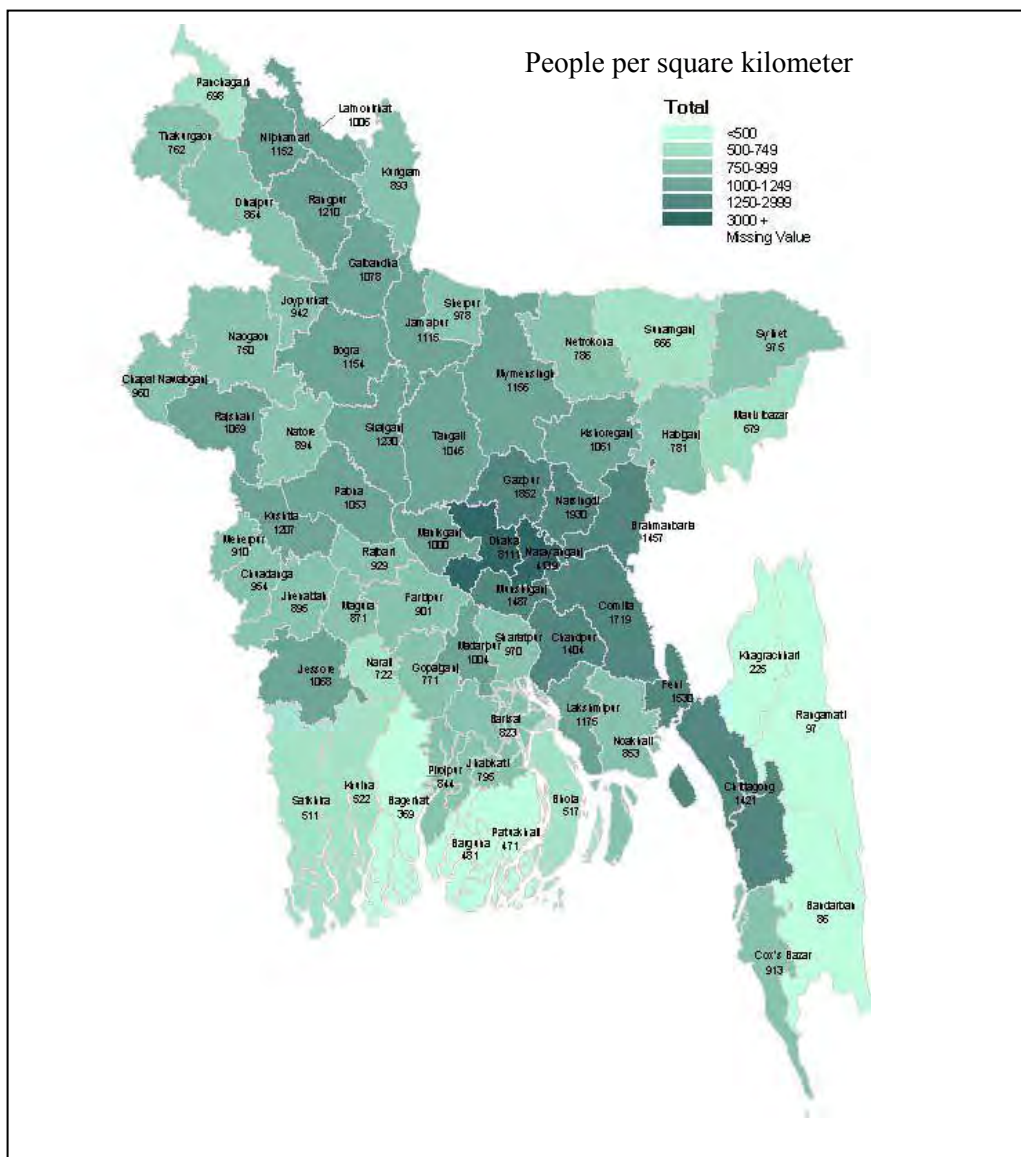 People per square kilometer
Total
<500
500-749
750-999
1000-1249
1250-2999
3000 +
Missing Value
Panchagarh
698
Lalmonirhat
1006
Thakurgaon
762
Nilphamari
1152
Kurigram
893
Rangpur
1210
Dinajpur
864
Gaibandha
1078
Joypurhat
942
Sherpur
978
Jamalpur
1115
Naogaon
750
Bogra
1154
Netrokona
786
Sunamganj
666
Sylhet
975
Mymensingh
1156
Chapai Nawabganj
960
Rajshahi
1069
Natore
894
Sirajganj
1230
Tangail
1046
Kishoreganj
1061
Habiganj
781
679
Gazipur
1852
Pabna
1053
Narsingdi
1930
Kushtia
1207
Manikganj
1000
Dhaka
8111
Narayanganj
Brahmanbaria
1457
Meherpur
910
Rajbari
929
Munshiganj
1487
Chuadanga
954
Jhenaidah
895
Magura
871
Faridpur
901
Comilla
1719
Madaripur
1004
Shariatpur
970
Chandpur
1404
Jessore
1068
Narail
722
Gopalganj
771
Khagrachhari
225
Feni
1530
Lakshmipur
1175
Noakhali
863
Rangamati
97
Barisal
823
Pirojpur
844
Jhalokati
795
Khulna
522
Satkhira
511
Bagerhat
369
Bhola
517
Patuakhali
471
Barguna
481
Chittagong
1421
Bandarban
86
Cox's Bazar
913